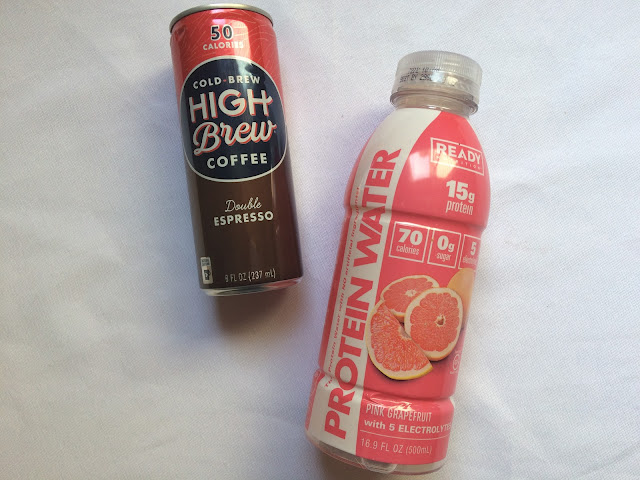 50
CALORIES
COLD-BREW
HIGH
Brew
COFFEE
Double
ESPRESSO
8 FL OZ (237 mL)
READY
15g
protein
PROTEIN WATER
70
calories
0g
sugar
5
PINK GRAPEFRUIT
with 5 ELECTROLYTES
16.9 FL OZ (500mL)